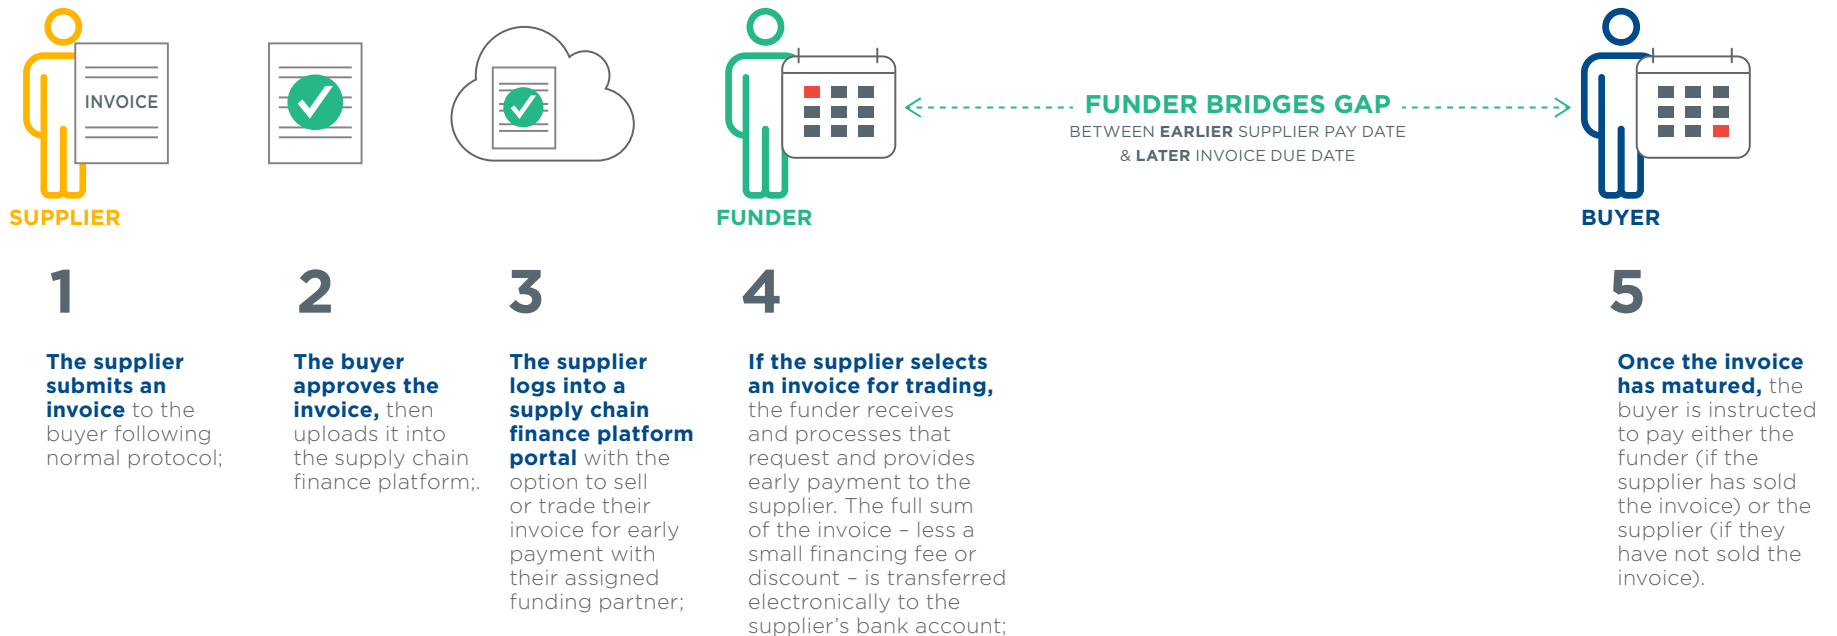 INVOICE
SUPPLIER
FUNDER
FUNDER BRIDGES GAP
BETWEEN EARLIER SUPPLIER PAY DATE
& LATER INVOICE DUE DATE
BUYER
1
The supplier
submits an
invoice to the
buyer following
normal protocol;
2
The buyer
approves the
invoice, then
uploads it into
the supply chain
finance platform;.
3
The supplier
logs into a
supply chain
finance platform
portal with the
option to sell
or trade their
invoice for early
payment with
their assigned
funding partner;
4
If the supplier selects
an invoice for trading,
the funder receives
and processes that
request and provides
early payment to the
supplier. The full sum
of the invoice – less a
small financing fee or
discount – is transferred
electronically to the
supplier’s bank account;
5
Once the invoice
has matured, the
buyer is instructed
to pay either the
funder (if the
supplier has sold
the invoice) or the
supplier (if they
have not sold the
invoice).